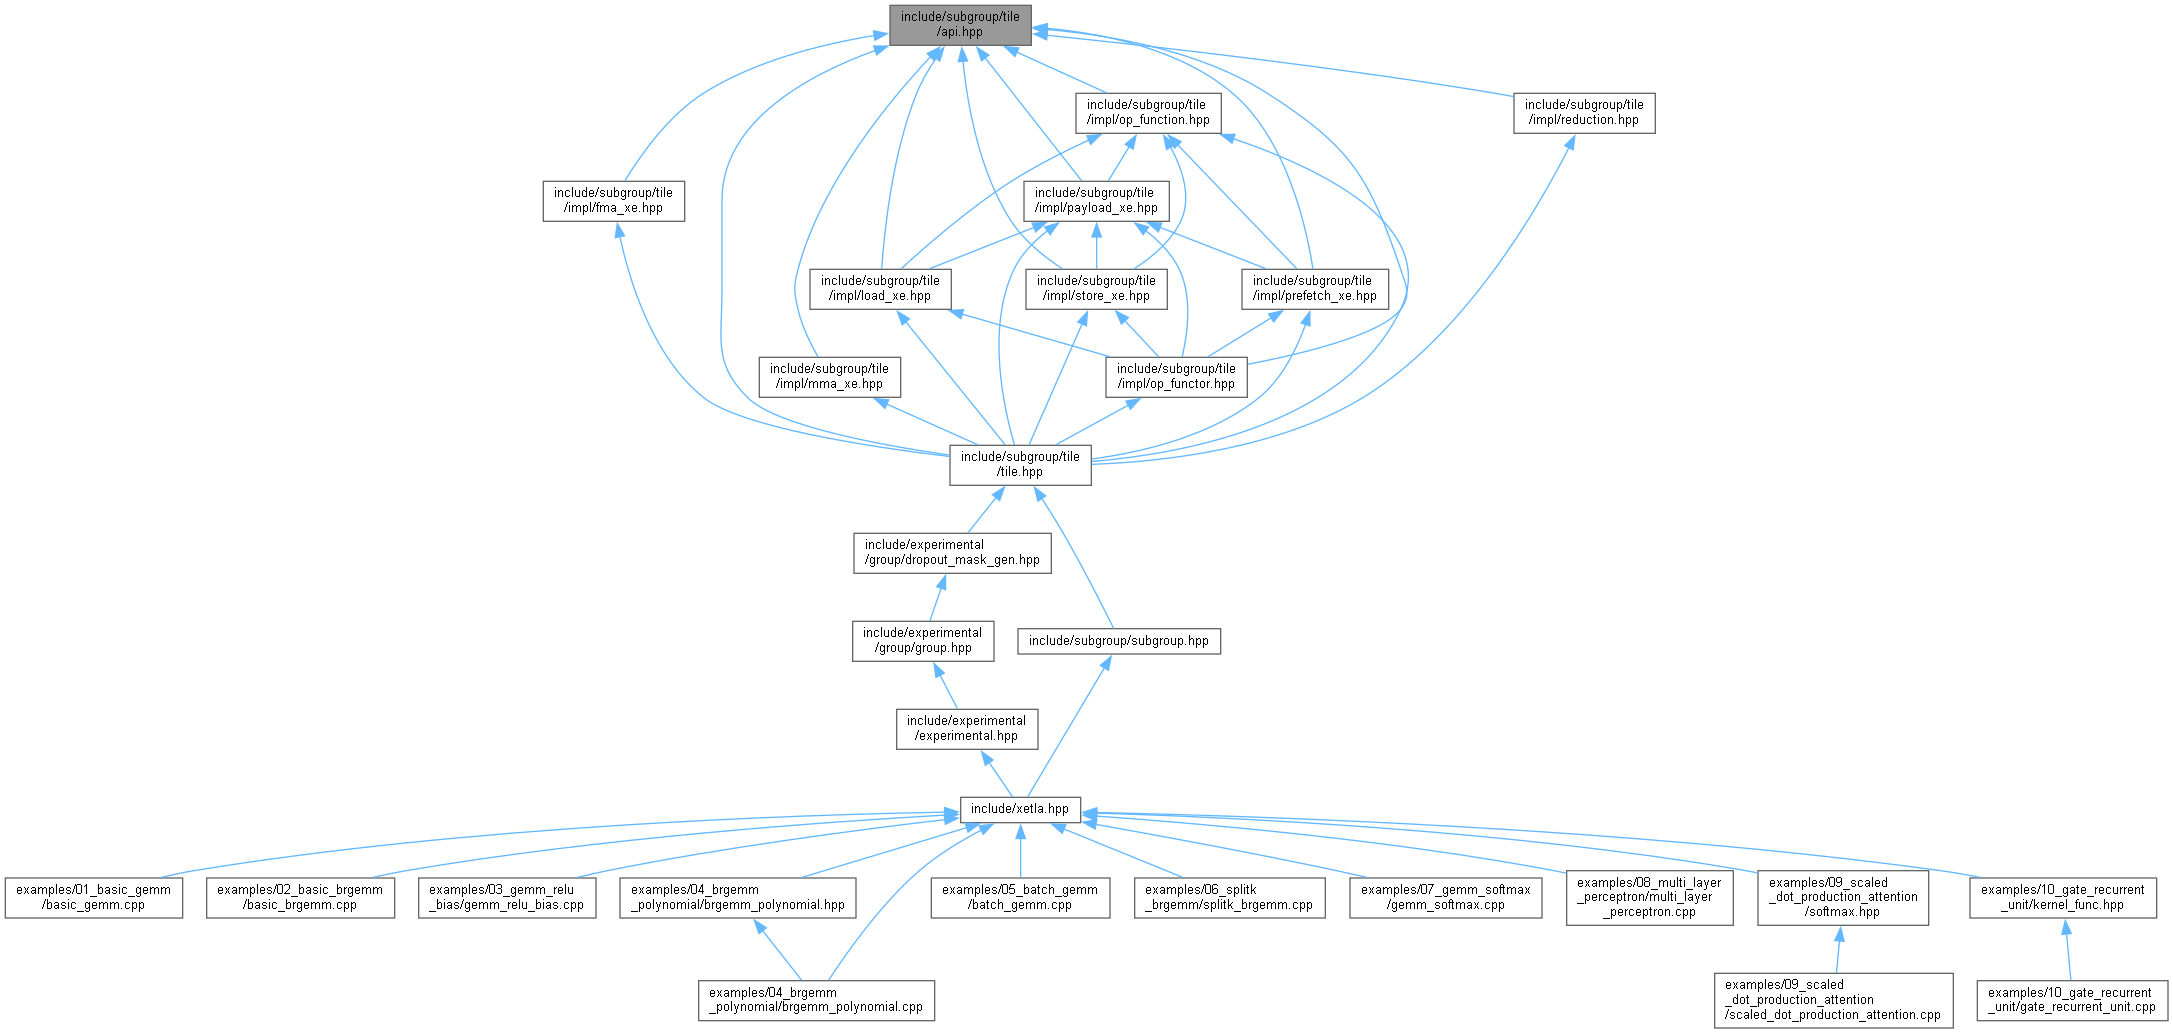 include/subgroup/tile
/api.hpp
include/subgroup/tile
/impl/op_function.hpp
include/subgroup/tile
/impl/reduction.hpp
include/subgroup/tile
/impl/fma_xe.hpp
include/subgroup/tile
/impl/payload_xe.hpp
include/subgroup/tile
/impl/load_xe.hpp
include/subgroup/tile
/impl/store_xe.hpp
include/subgroup/tile
/impl/prefetch_xe.hpp
include/subgroup/tile
/impl/mma_xe.hpp
include/subgroup/tile
/impl/op_functor.hpp
include/subgroup/tile
/tile.hpp
include/experimental
/group/dropout_mask_gen.hpp
include/experimental
/group/group.hpp
include/subgroup/subgroup.hpp
include/experimental
/experimental.hpp
include/xetla.hpp
examples/01_basic_gemm
/basic_gemm.cpp
examples/02_basic_brgemm
/basic_brgemm.cpp
examples/03_gemm_relu
_bias/gemm_relu_bias.cpp
examples/04_brgemm
_polynomial/brgemm_polynomial.hpp
examples/05_batch_gemm
/batch_gemm.cpp
examples/06_splitk
_brgemm/splitk_brgemm.cpp
examples/07_gemm_softmax
/gemm_softmax.cpp
examples/08_multi_layer
_perceptron/multi_layer
_perceptron.cpp
examples/09_scaled
_dot_production_attention
/softmax.hpp
examples/10_gate_recurrent
_unit/kernel_func.hpp
examples/04_brgemm
_polynomial/brgemm_polynomial.cpp
examples/09_scaled
_dot_production_attention
/scaled_dot_production_attention.cpp
examples/10_gate_recurrent
_unit/gate_recurrent_unit.cpp